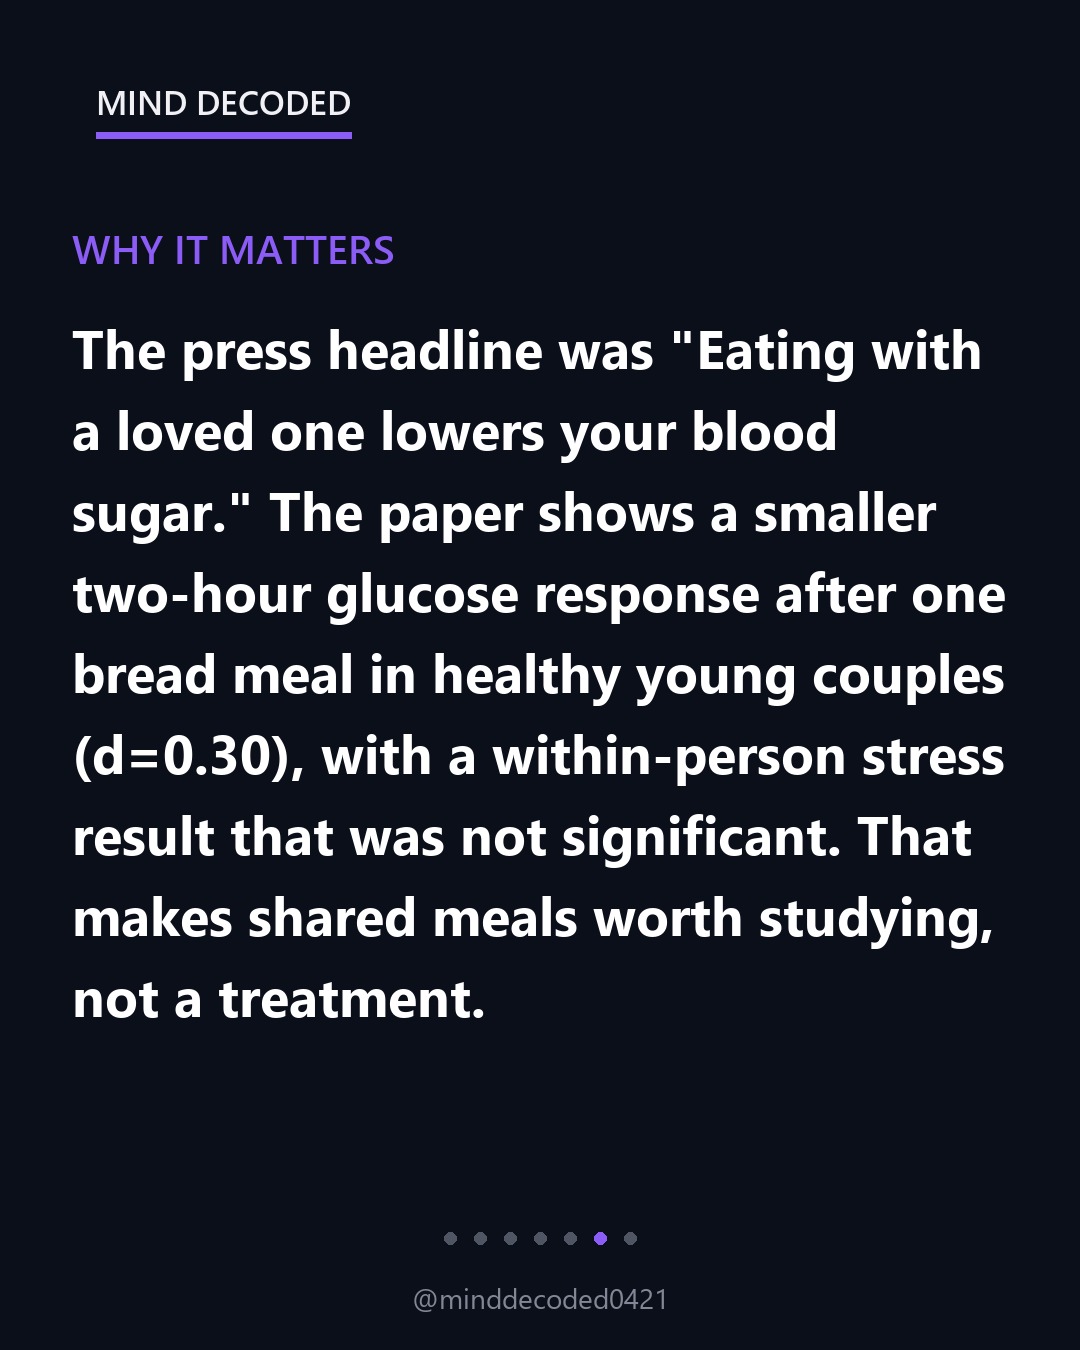 MIND DECODED
WHY IT MATTERS
The press headline was "Eating with
a loved one lowers your blood
sugar." The paper shows a smaller
two-hour glucose response after one
bread meal in healthy young couples
(d=0.30), with a within-person stress
result that was not significant. That
makes shared meals worth studying,
not a treatment.
@minddecoded0421